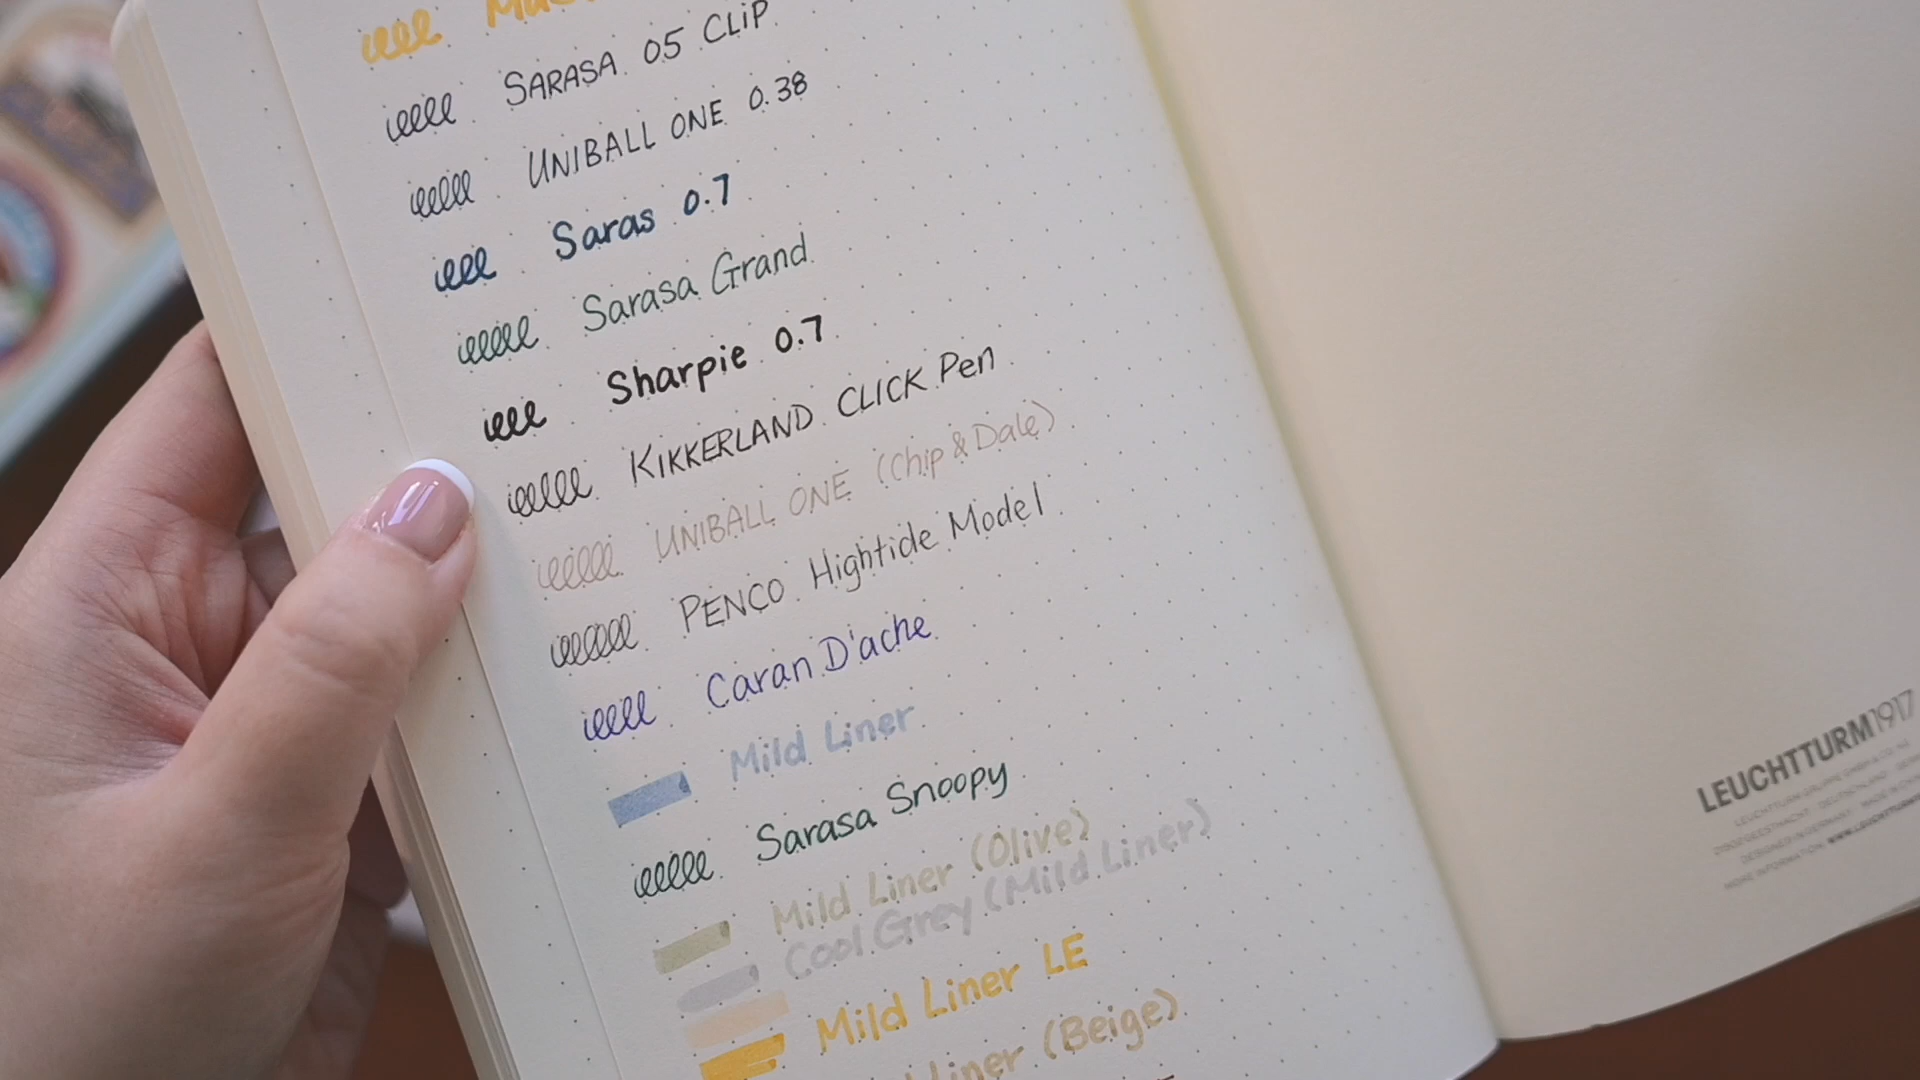 SARASA 05 CLIP
UNIBALL ONE 0.38
Saras 0.7
Sarasa Grand
Sharpie 0.7
KIKKERLAND CLICK Pen
UNIBALL ONE (Chip & Dale)
PENCO Hightide Model
Caran D'ache
Mild Liner
Sarasa Snoopy
Mild Liner (Olive)
Cool Grey (Mild Liner)
Mild Liner LE
Liner (Beige)
LEUCHTTURM1917